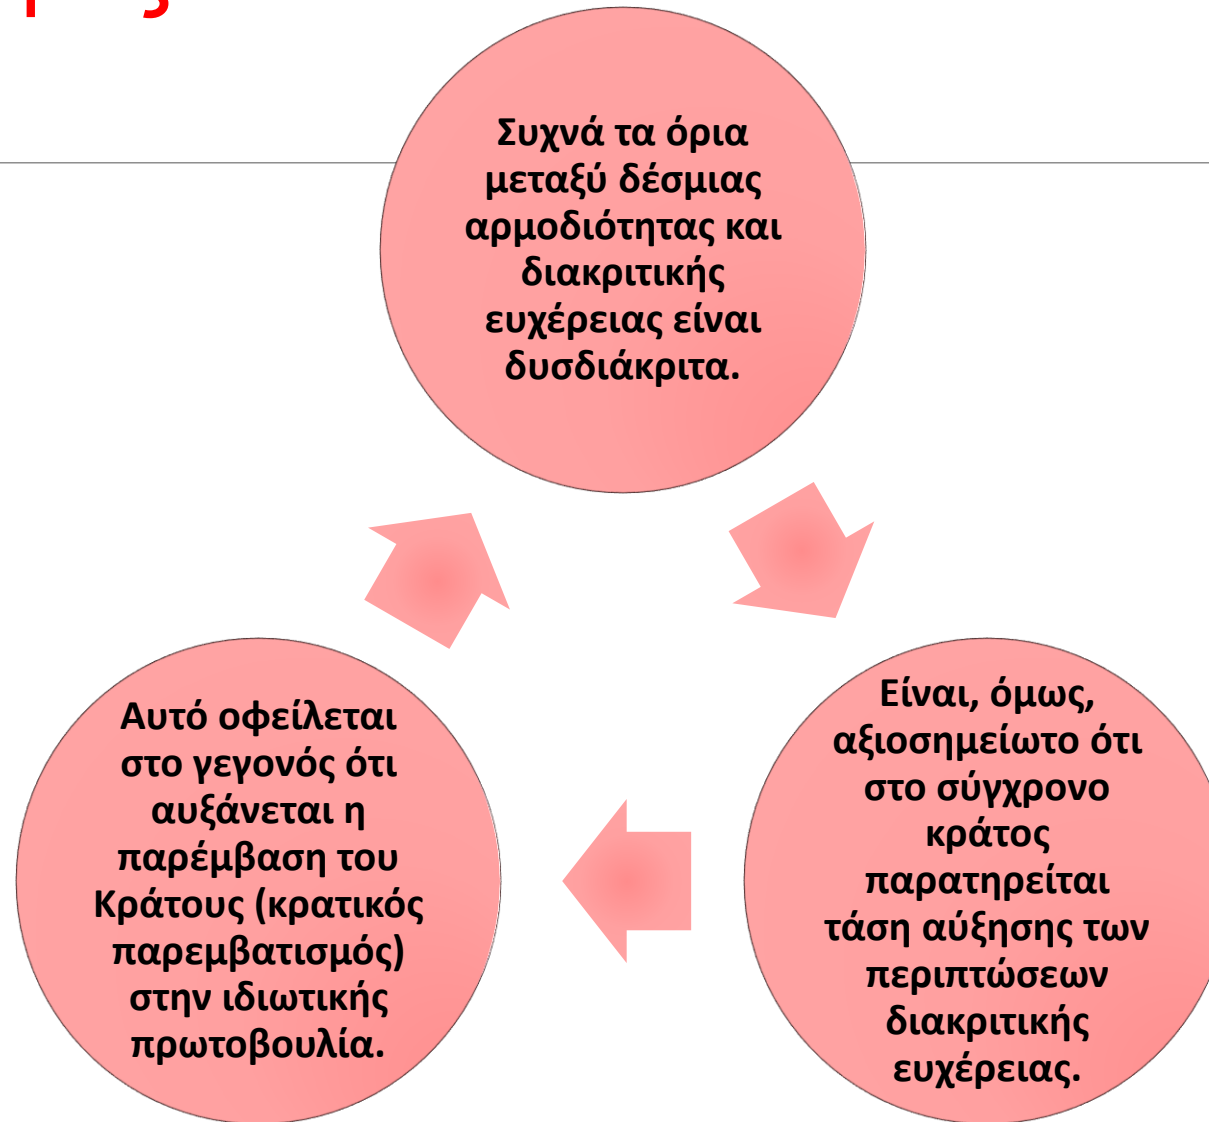 Συχνά τα όρια
μεταξύ δέσμιας
αρμοδιότητας και
διακριτικής
ευχέρειας είναι
δυσδιάκριτα.
Είναι, όμως,
αξιοσημείωτο ότι
στο σύγχρονο
κράτος
παρατηρείται
τάση αύξησης των
περιπτώσεων
διακριτικής
ευχέρειας.
Αυτό οφείλεται
στο γεγονός ότι
αυξάνεται η
παρέμβαση του
Κράτους (κρατικός
παρεμβατισμός)
στην ιδιωτικής
πρωτοβουλία.